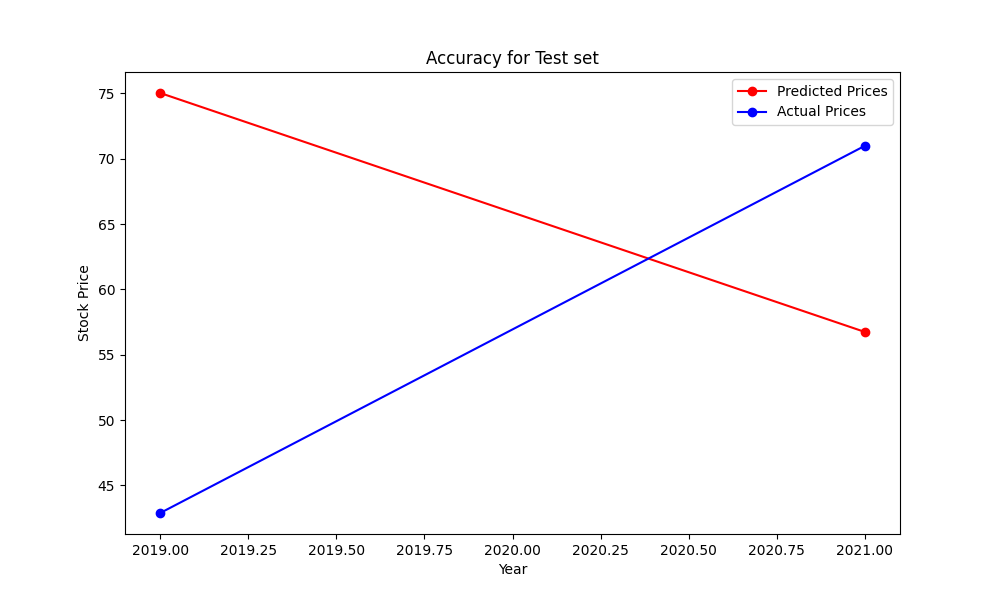 Accuracy for Test set
Predicted Prices
Actual Prices
75
70
65
60
55
50
45
Stock Price
2019.00 2019.25 2019.50 2019.75 2020.00 2020.25 2020.50 2020.75 2021.00
Year